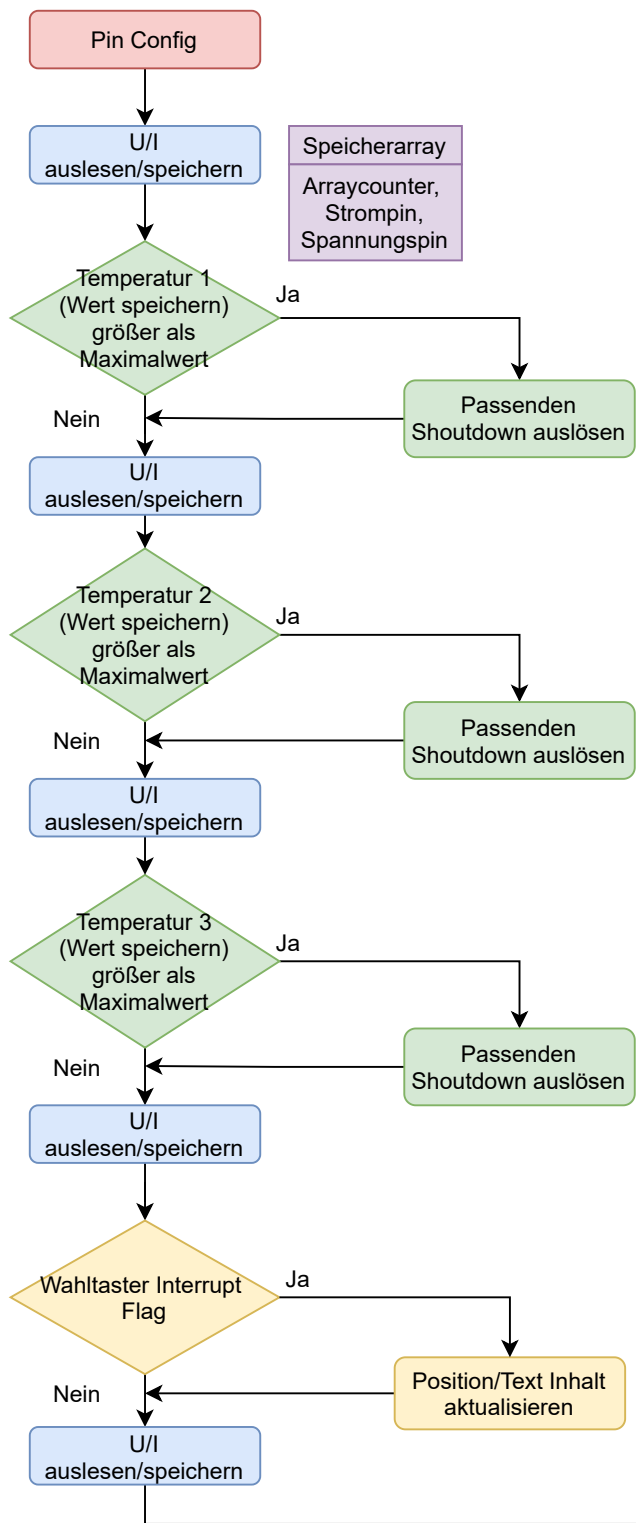 Pin Config
U/I
auslesen/speichern
Speicherarray
Arraycounter,
Strompin,
Spannungspin
Temperatur 1
(Wert speichern)
größer als
Maximalwert
Ja
Passenden
Shoutdown auslösen
Nein
U/I
auslesen/speichern
Temperatur 2
(Wert speichern)
größer als
Maximalwert
Ja
Passenden
Shoutdown auslösen
Nein
U/I
auslesen/speichern
Temperatur 3
(Wert speichern)
größer als
Maximalwert
Ja
Passenden
Shoutdown auslösen
Nein
U/I
auslesen/speichern
Wahltaster Interrupt
Flag
Ja
Position/Text Inhalt
aktualisieren
Nein
U/I
auslesen/speichern